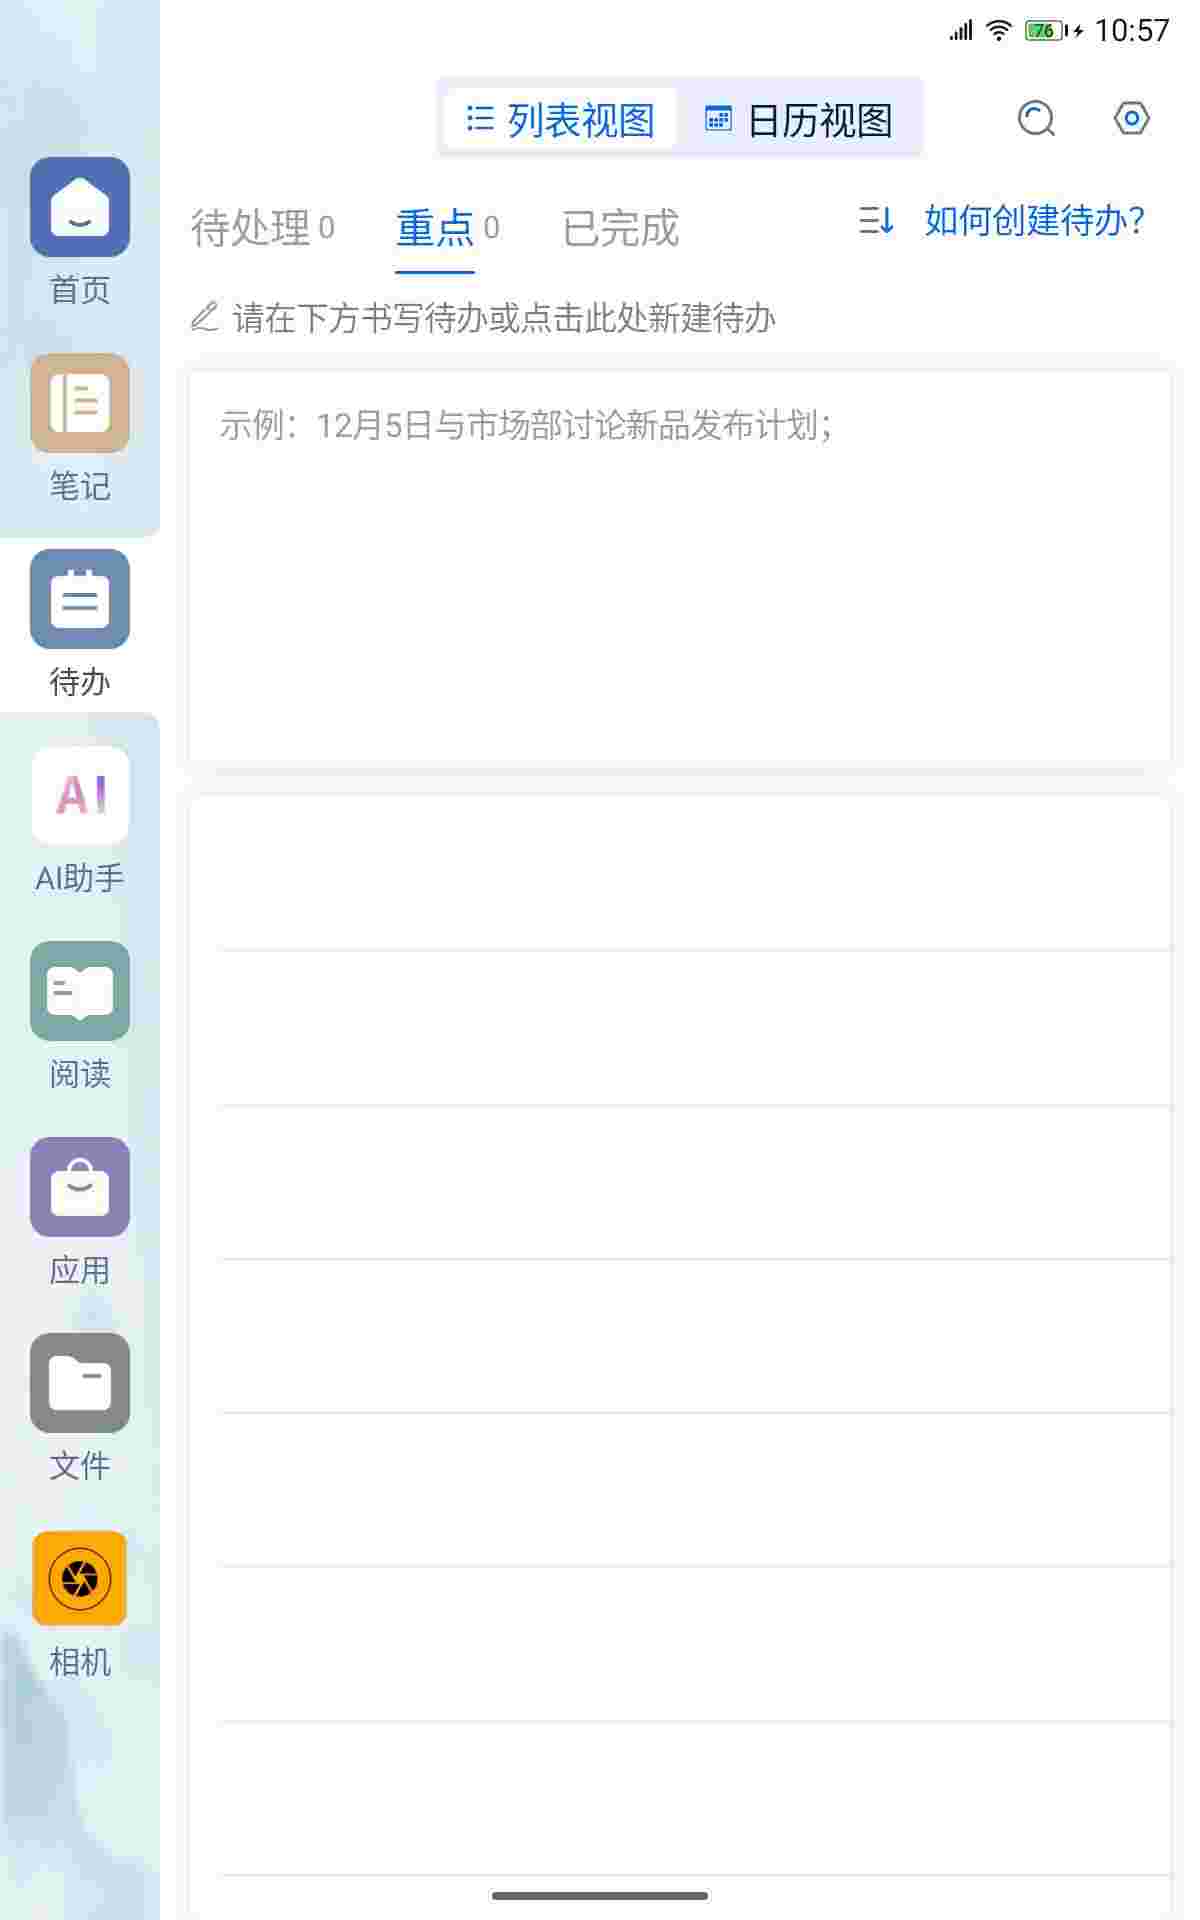 76 10:57
列表视图 日历视图
待处理 0 重点 0 已完成 如何创建待办？
请在下方书写待办或点击此处新建待办
示例：12月5日与市场部讨论新品发布计划；
首页
笔记
待办
AI
AI助手
阅读
应用
文件
相机